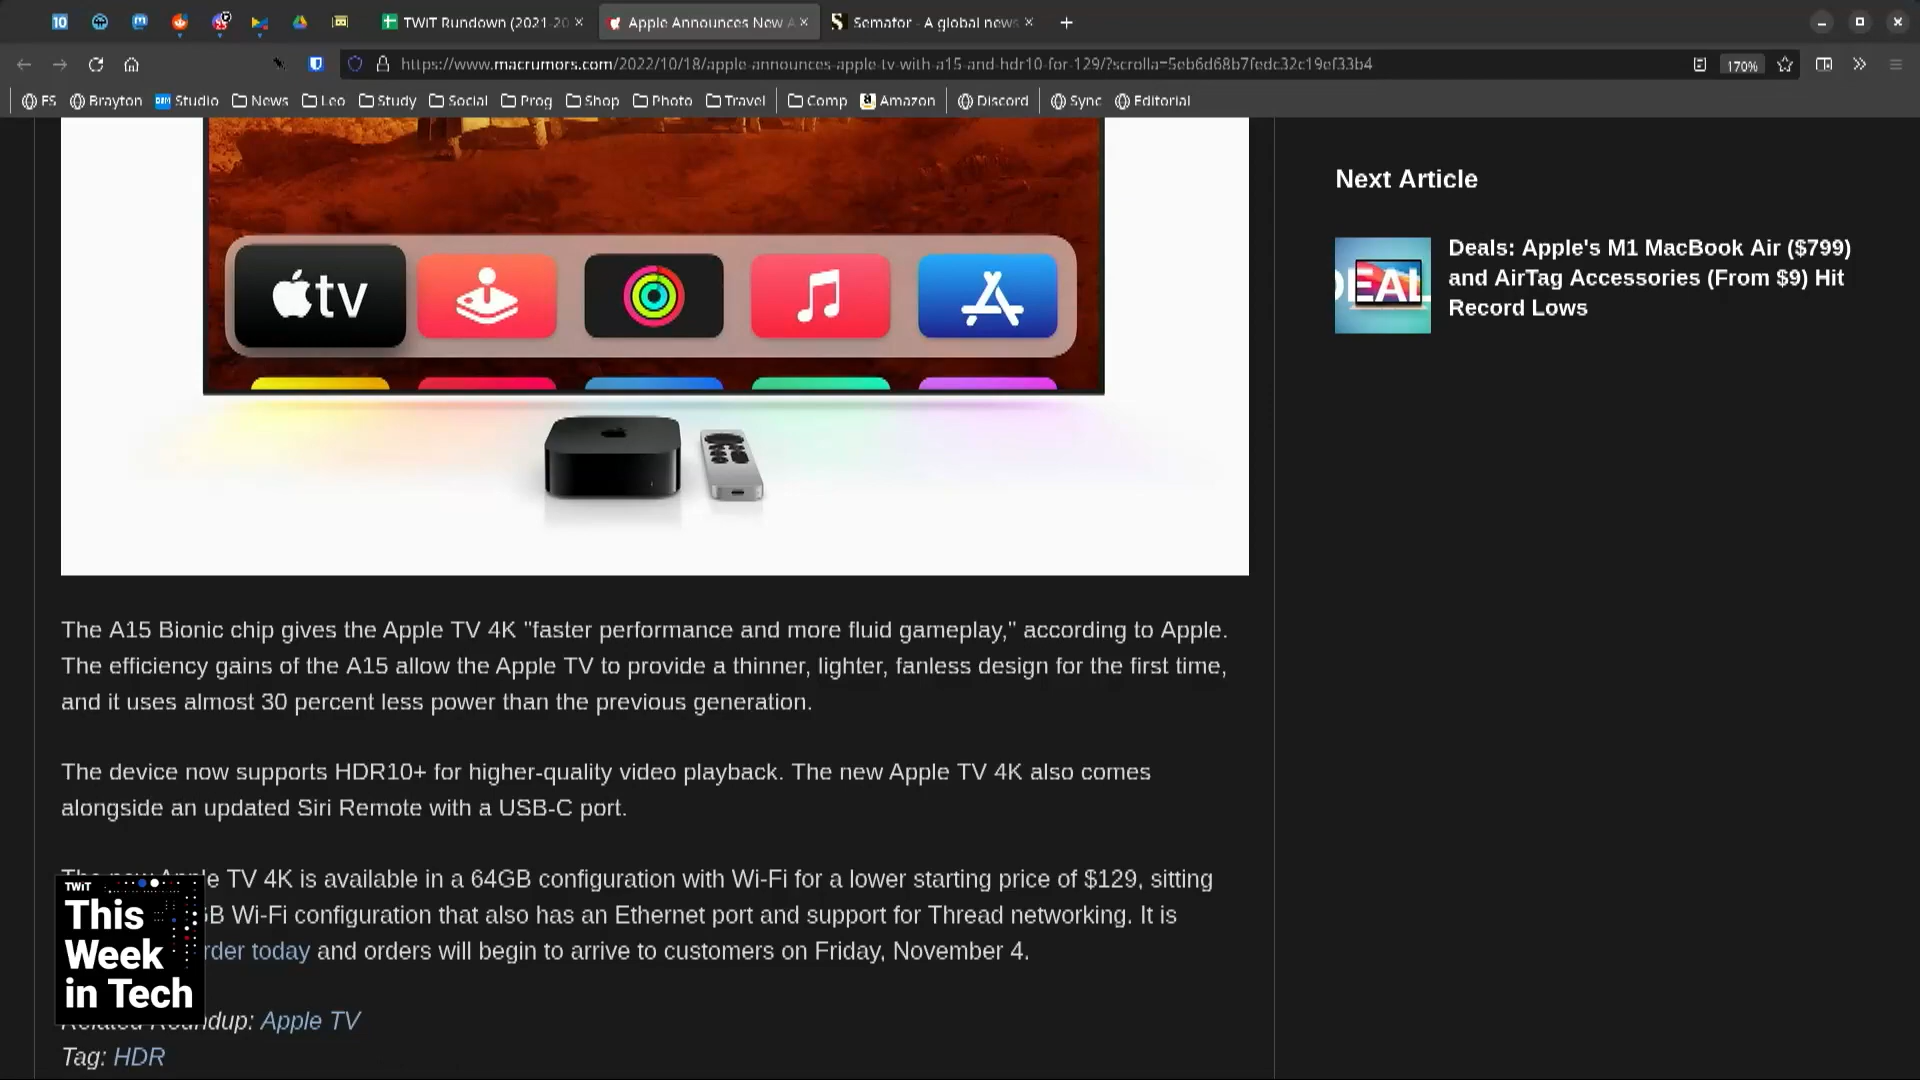 10
TWiT Rundown (2021-20
Apple Announces New A
Semafor - A global news
https://www.macrumors.com/2022/10/18/apple-announces-apple-tv-with-a15-and-hdr10-for-129/?scrolla=5eb6d68b7fedc32c19ef33b4
170%
FS
Brayton
Studio
News
Leo
Study
Social
Prog
Shop
Photo
Travel
Comp
Amazon
Discord
Sync
Editorial
tv
Next Article
DEAL
Deals: Apple's M1 MacBook Air ($799)
and AirTag Accessories (From $9) Hit
Record Lows
The A15 Bionic chip gives the Apple TV 4K "faster performance and more fluid gameplay," according to Apple.
The efficiency gains of the A15 allow the Apple TV to provide a thinner, lighter, fanless design for the first time,
and it uses almost 30 percent less power than the previous generation.
The device now supports HDR10+ for higher-quality video playback. The new Apple TV 4K also comes
alongside an updated Siri Remote with a USB-C port.
The new Apple TV 4K is available in a 64GB configuration with Wi-Fi for a lower starting price of $129, sitting
GB Wi-Fi configuration that also has an Ethernet port and support for Thread networking. It is
rder today and orders will begin to arrive to customers on Friday, November 4.
TWiT
This
Week
in Tech
Related Roundup: Apple TV
Tag: HDR